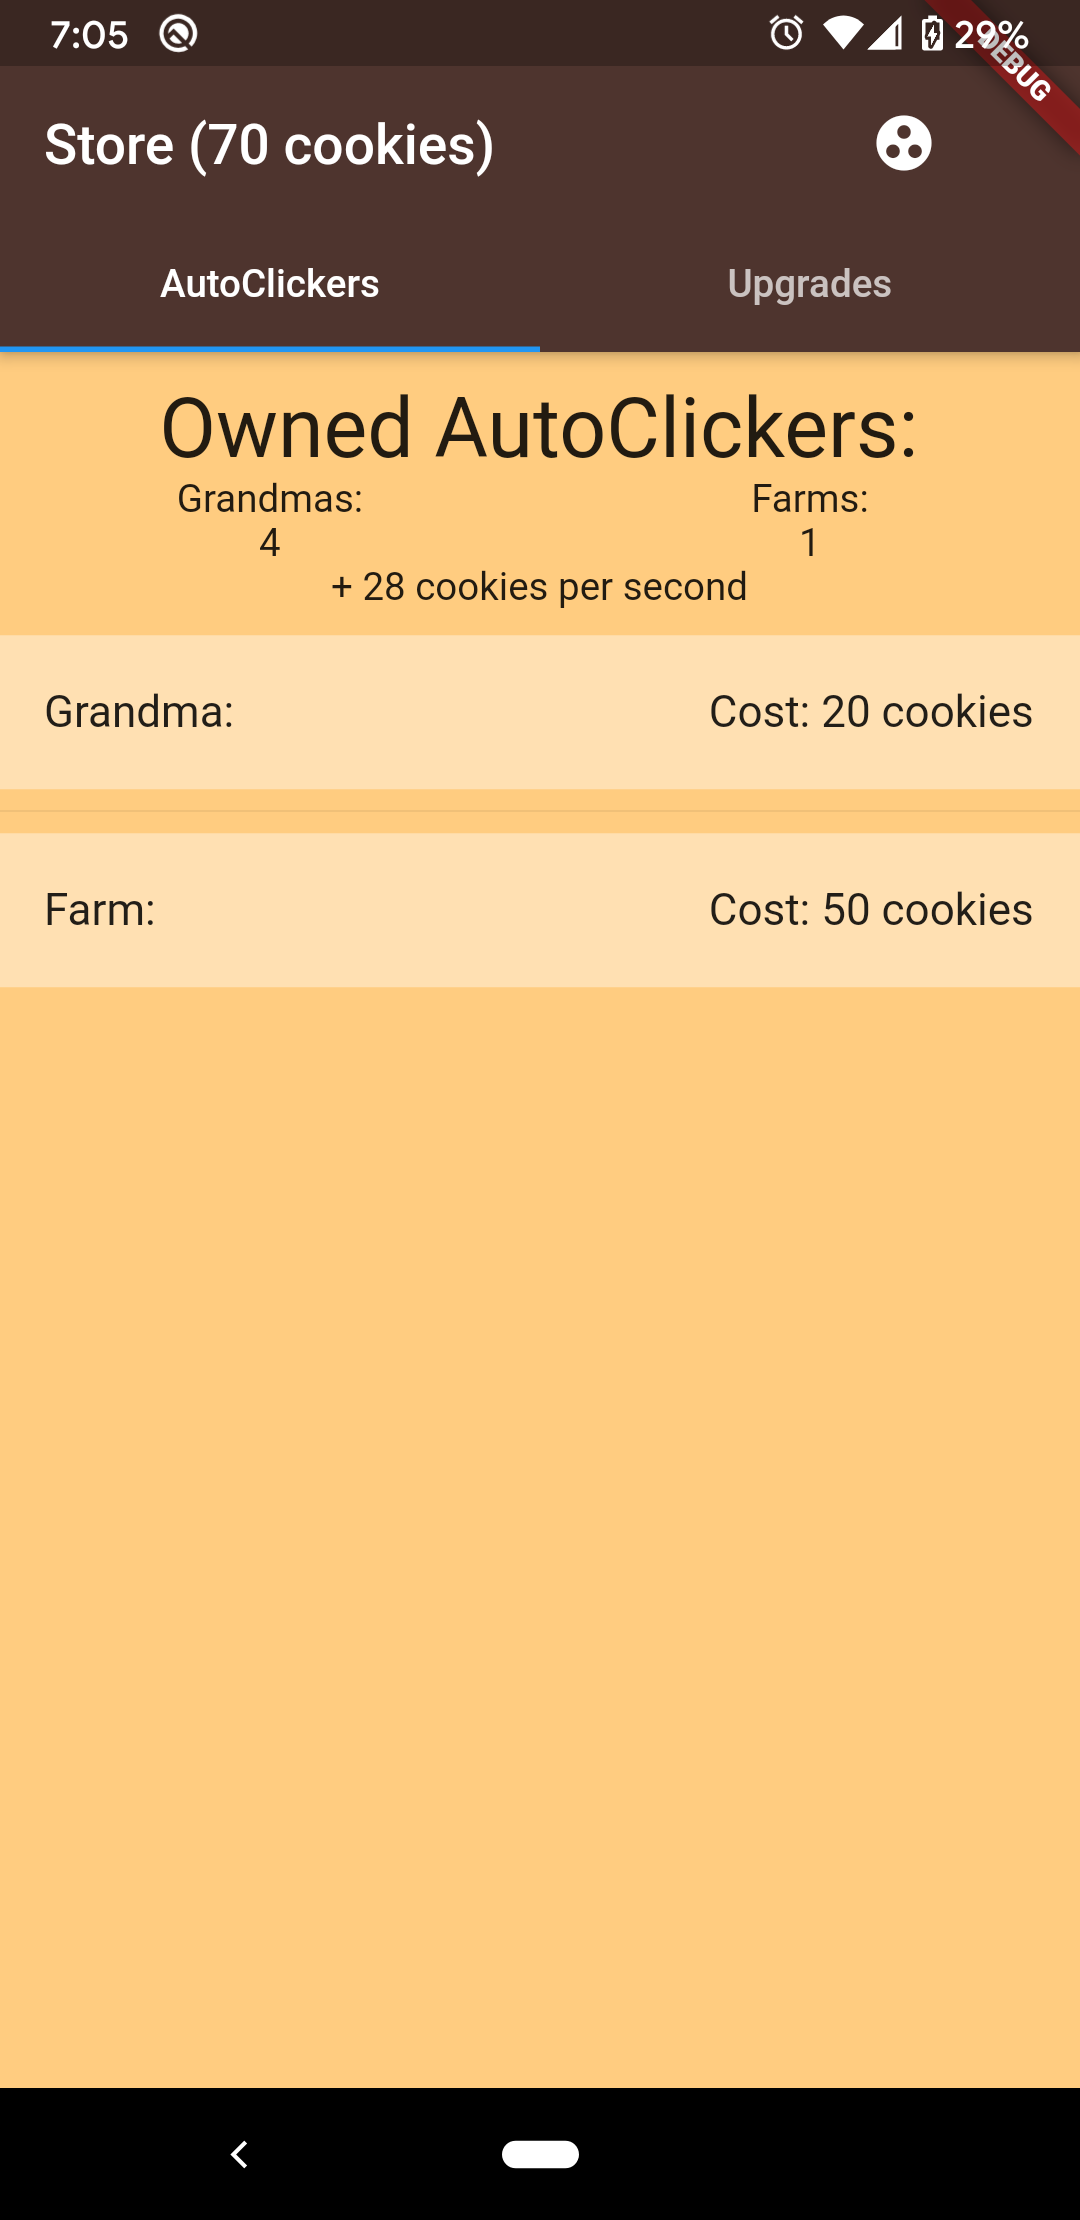 7:05 29%
DEBUG
Store (70 cookies)
AutoClickers Upgrades
Owned AutoClickers:
Grandmas: Farms:
4 1
+ 28 cookies per second
Grandma: Cost: 20 cookies
Farm: Cost: 50 cookies